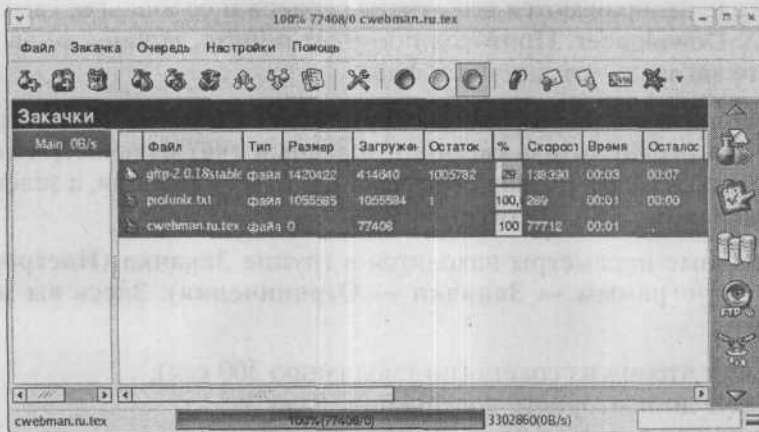 100% 77408/0 cwebman.ru.tex
Файл Закачка Очередь Настройки Помощь
Закачки
Main 0B/s
Файл Тип Размер Загружен Остаток % Скорост Время Осталос
файл 1420422 414640 1005782 29 138390 00:03 00:07
prolunix.txt файл 1055585 1055584 1 100, 289 00:01 00:00
cwebman.ru.tex файл 0 77408 100 77712 00:01
FTP
cwebman.ru.tex 100%(77408/0) 3302860(0B/s)